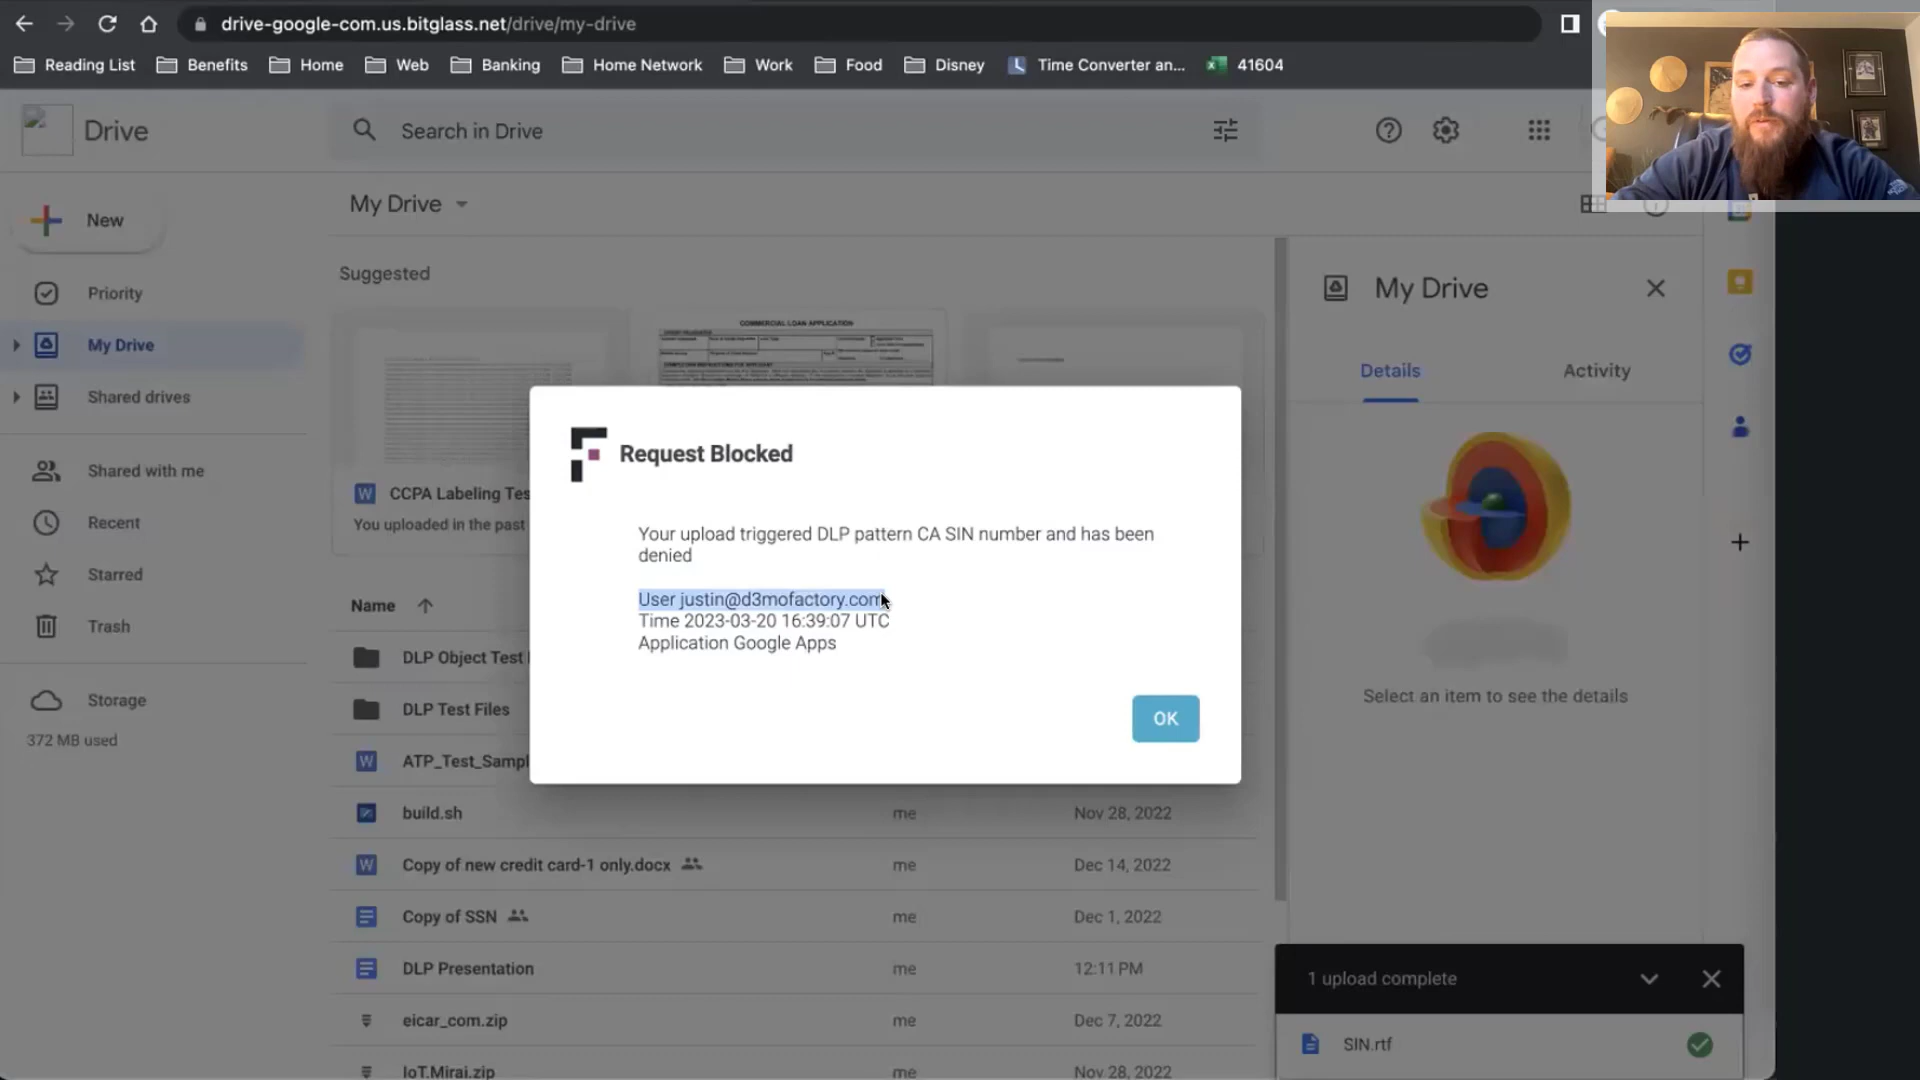 drive-google-com.us.bitglass.net/drive/my-drive
Reading List Benefits Home Web Banking Home Network Work Food Disney Time Converter an... 41604
Drive
Search in Drive
New
My Drive
Priority
My Drive
Shared drives
Shared with me
Recent
Starred
Trash
Storage
372 MB used
Suggested
COMMERCIAL LOAN APPLICATION
CCPA Labeling Tes
You uploaded in the past
Name
DLP Object Test
DLP Test Files
ATP_Test_Sampl
build.sh me Nov 28, 2022
Copy of new credit card-1 only.docx me Dec 14, 2022
Copy of SSN me Dec 1, 2022
DLP Presentation me 12:11 PM
eicar_com.zip me Dec 7, 2022
IoT.Mirai.zip me Nov 28, 2022
Request Blocked
Your upload triggered DLP pattern CA SIN number and has been
denied
User justin@d3mofactory.com
Time 2023-03-20 16:39:07 UTC
Application Google Apps
OK
My Drive
Details Activity
Select an item to see the details
1 upload complete
SIN.rtf